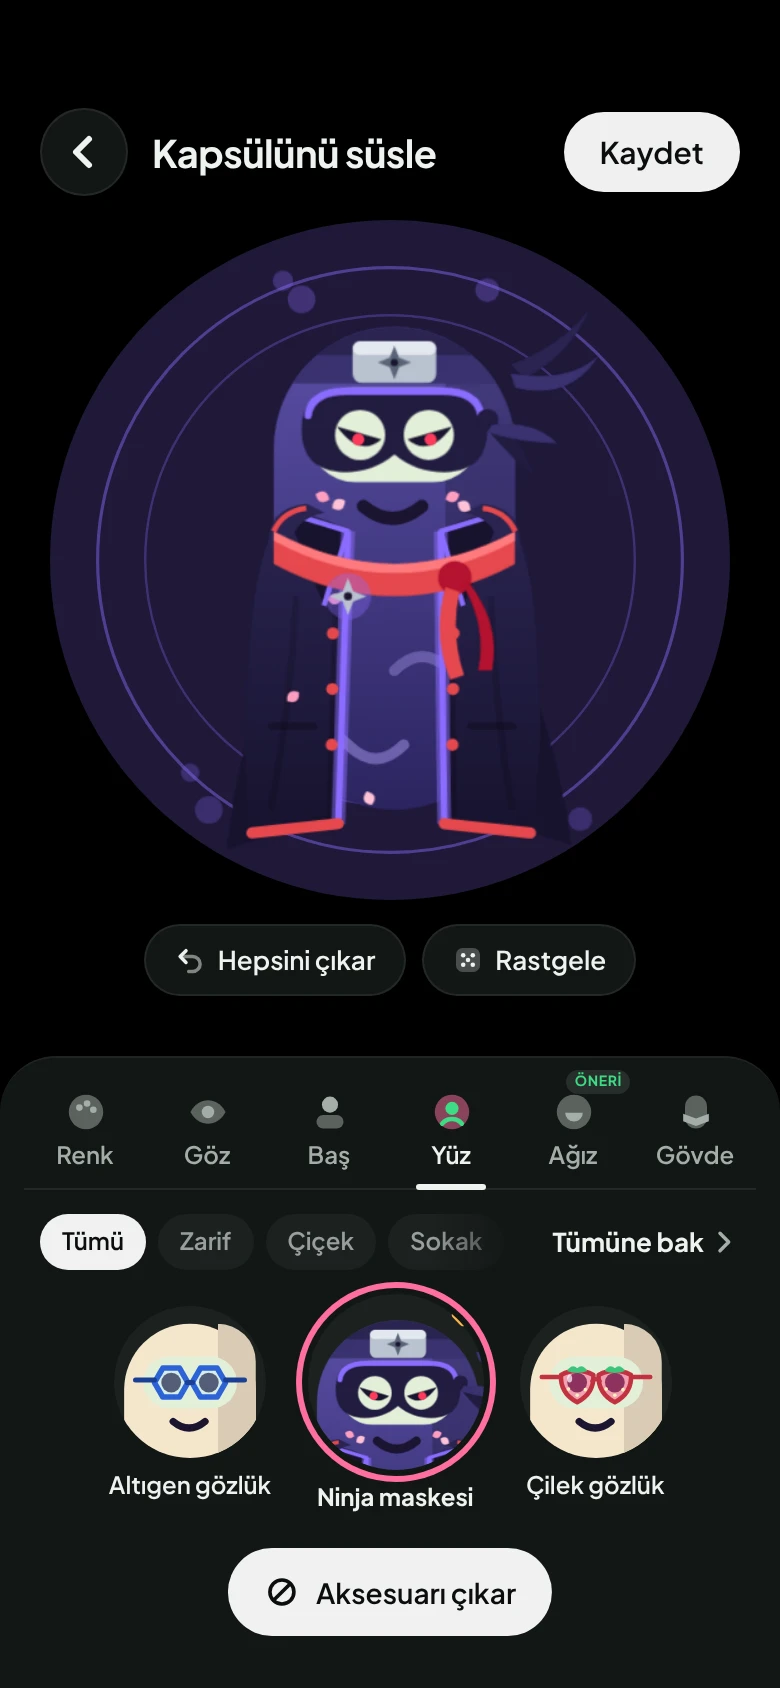 Kapsülünü süsle
Kaydet
Hepsini çıkar
Rastgele
ÖNERİ
Renk
Göz
Baş
Yüz
Ağız
Gövde
Tümü
Zarif
Çiçek
Sokak
Tümüne bak
Altıgen gözlük
Ninja maskesi
Çilek gözlük
Aksesuarı çıkar